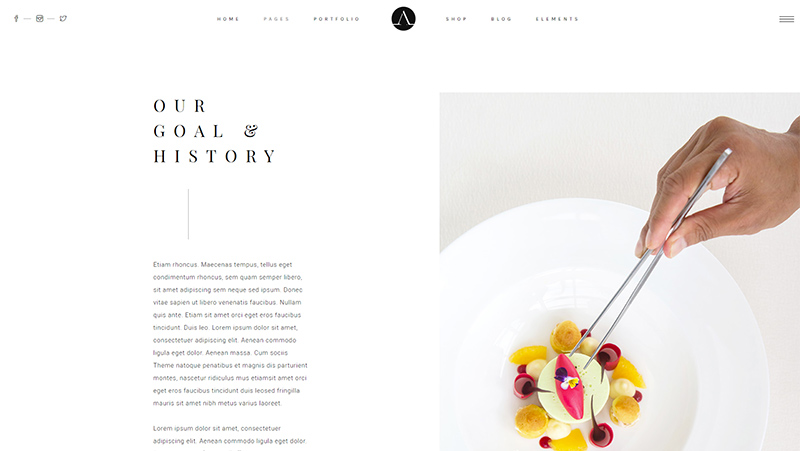 HOME PAGES PORTFOLIO A SHOP BLOG ELEMENTS
OUR
GOAL &
HISTORY
Etiam rhoncus. Maecenas tempus, tellus eget
condimentum rhoncus, sem quam semper libero,
sit amet adipiscing sem neque sed ipsum. Donec
vitae sapien ut libero venenatis faucibus. Nullam
quis ante. Etiam sit amet orci eget eros faucibus
tincidunt. Duis leo. Lorem ipsum dolor sit amet,
consectetuer adipiscing elit. Aenean commodo
ligula eget dolor. Aenean massa. Cum sociis
Theme natoque penatibus et magnis dis parturient
montes, nascetur ridiculus mus etiamsit amet orci
eget eros faucibus tincidunt duis leosed fringilla
mauris sit amet nibh metus varius laoreet.
Lorem ipsum dolor sit amet, consectetuer
adipiscing elit. Aenean commodo ligula eget dolor.